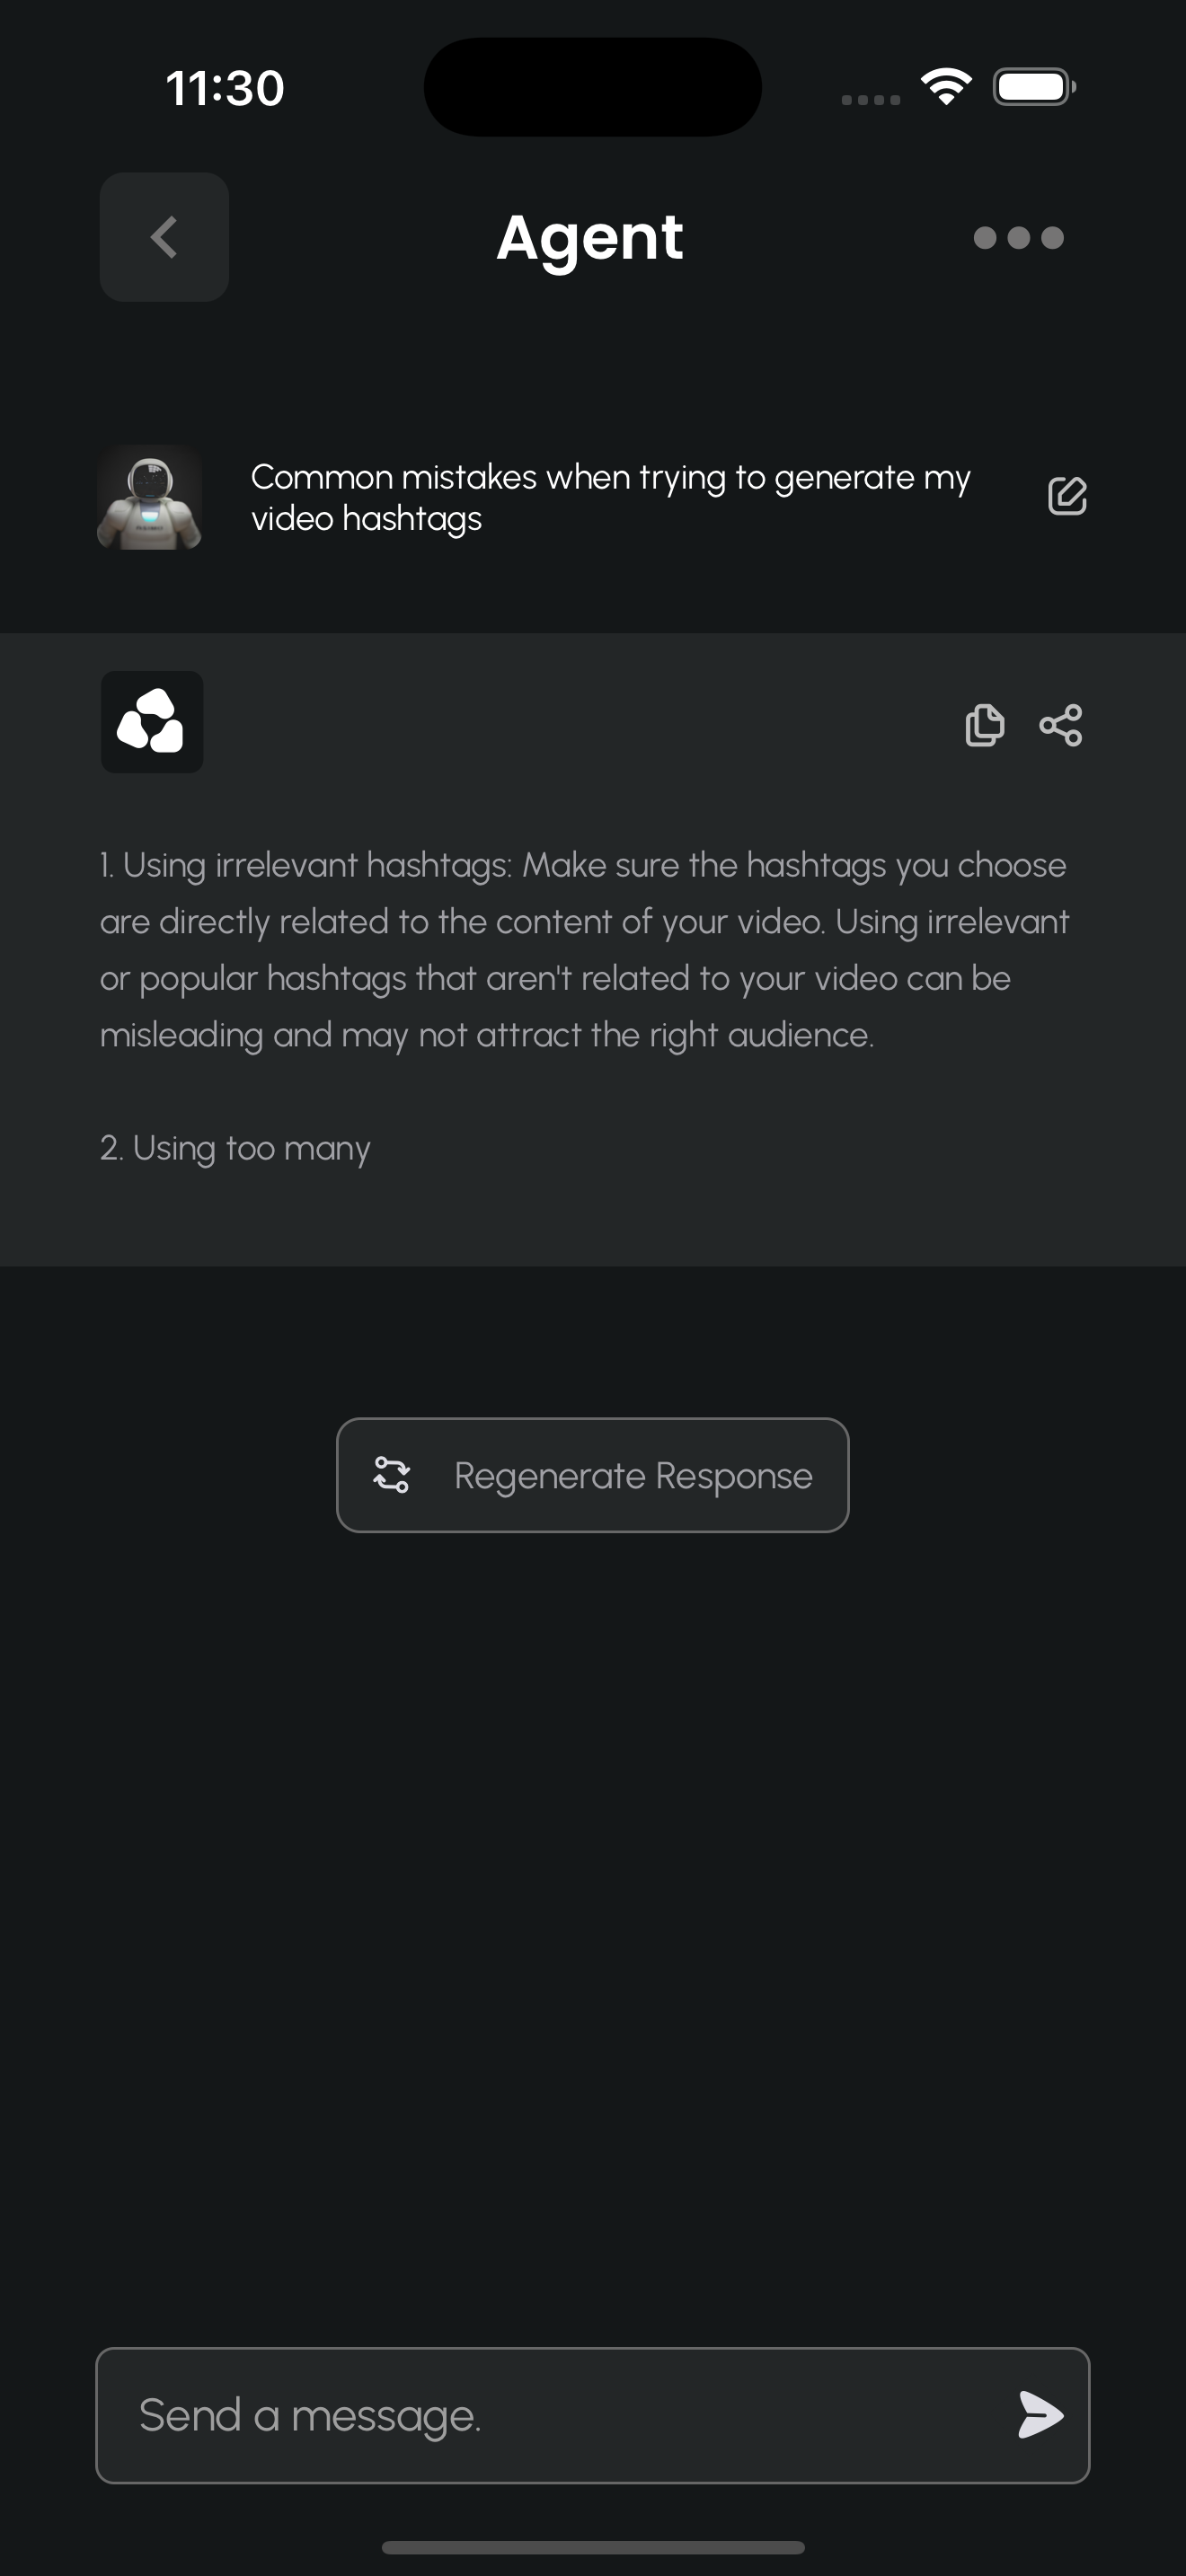 11:30
Agent
Common mistakes when trying to generate my
video hashtags
1. Using irrelevant hashtags: Make sure the hashtags you choose
are directly related to the content of your video. Using irrelevant
or popular hashtags that aren't related to your video can be
misleading and may not attract the right audience.
2. Using too many
Regenerate Response
Send a message.